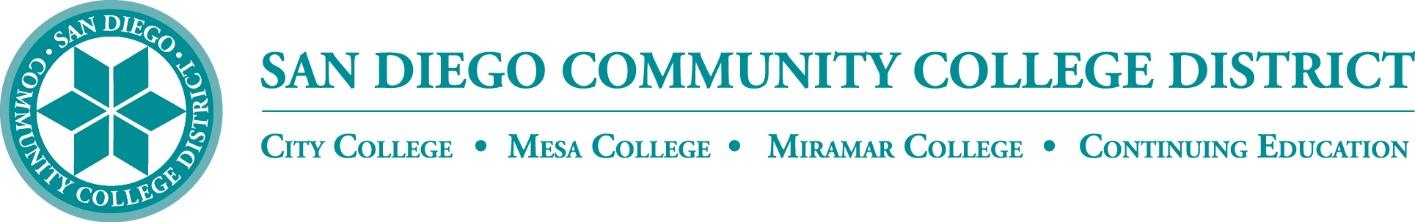 • SAN DIEGO •
COMMUNITY COLLEGE DISTRICT
SAN DIEGO COMMUNITY COLLEGE DISTRICT
CITY COLLEGE • MESA COLLEGE • MIRAMAR COLLEGE • CONTINUING EDUCATION